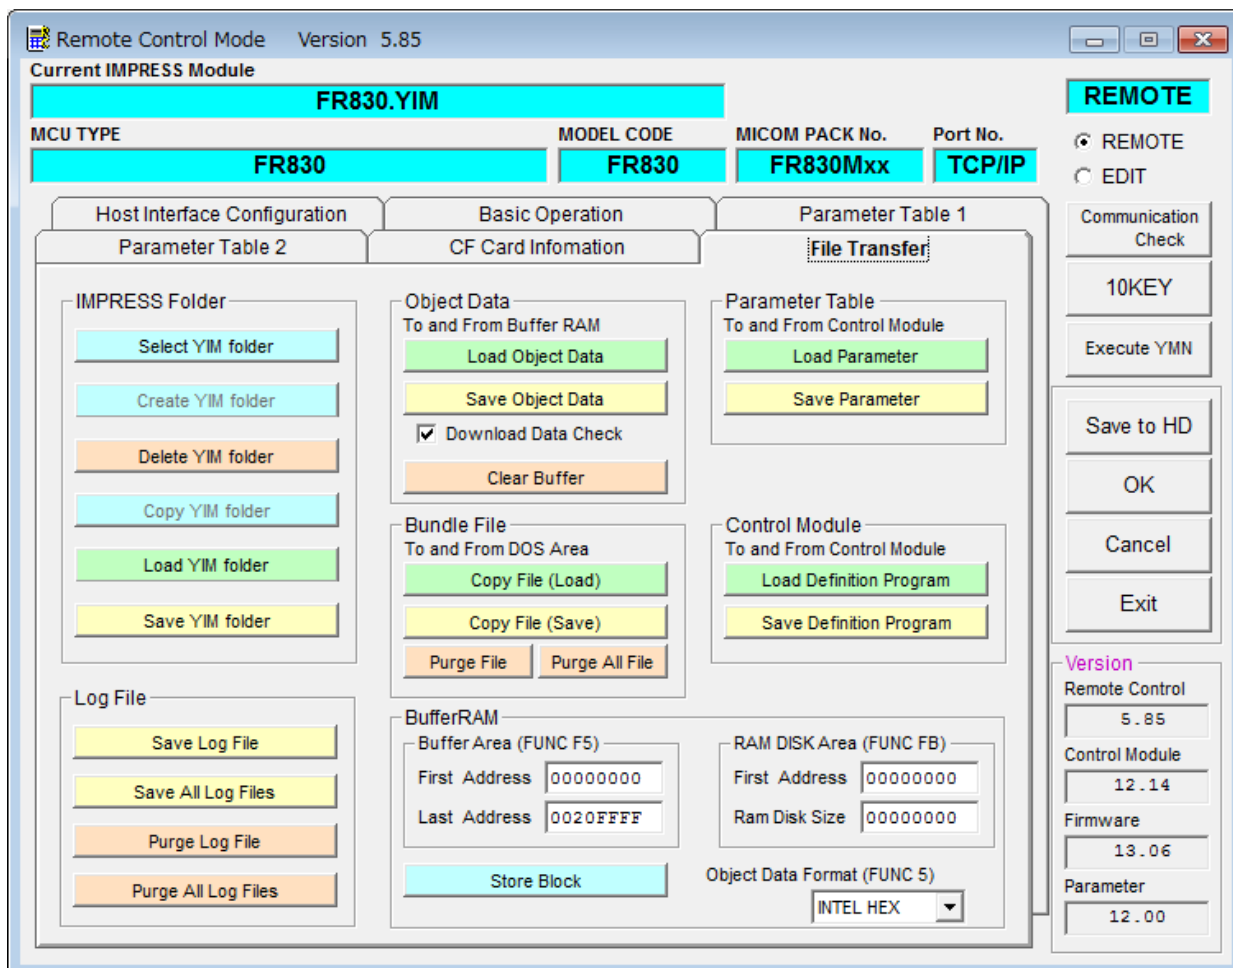 Remote Control Mode Version 5.85
Current IMPRESS Module
FR830.YIM
MCU TYPE
FR830
MODEL CODE
FR830
MICOM PACK No.
FR830Mxx
Port No.
TCP/IP
REMOTE
REMOTE
EDIT
Communication
Check
10KEY
Execute YMN
Save to HD
OK
Cancel
Exit
Host Interface Configuration
Basic Operation
Parameter Table 1
Parameter Table 2
CF Card Infomation
File Transfer
IMPRESS Folder
Select YIM folder
Create YIM folder
Delete YIM folder
Copy YIM folder
Load YIM folder
Save YIM folder
Log File
Save Log File
Save All Log Files
Purge Log File
Purge All Log Files
Object Data
To and From Buffer RAM
Load Object Data
Save Object Data
Download Data Check
Clear Buffer
Bundle File
To and From DOS Area
Copy File (Load)
Copy File (Save)
Purge File
Purge All File
Parameter Table
To and From Control Module
Load Parameter
Save Parameter
Control Module
To and From Control Module
Load Definition Program
Save Definition Program
BufferRAM
Buffer Area (FUNC F5)
First Address 00000000
Last Address 0020FFFF
Store Block
RAM DISK Area (FUNC FB)
First Address 00000000
Ram Disk Size 00000000
Object Data Format (FUNC 5)
INTEL HEX
Version
Remote Control
5.85
Control Module
12.14
Firmware
13.06
Parameter
12.00